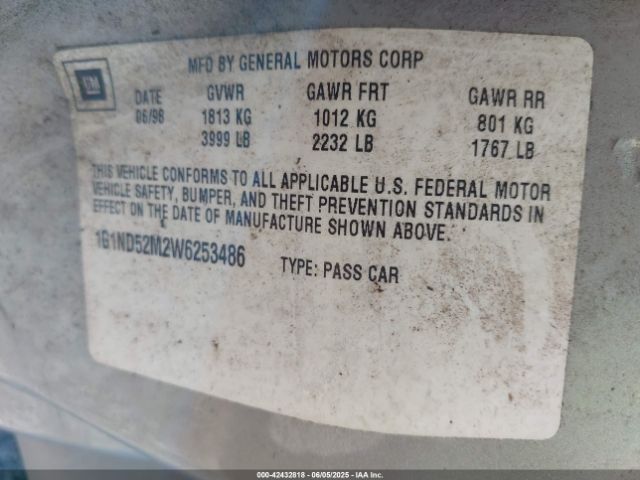 MFD BY GENERAL MOTORS CORP
GM
DATE GVWR GAWR FRT GAWR RR
06/98 1813 KG 1012 KG 801 KG
3999 LB 2232 LB 1767 LB
THIS VEHICLE CONFORMS TO ALL APPLICABLE U.S. FEDERAL MOTOR
VEHICLE SAFETY, BUMPER, AND THEFT PREVENTION STANDARDS IN
EFFECT ON THE DATE OF MANUFACTURE SHOWN ABOVE.
1G1ND52M2W6253486 TYPE: PASS CAR
000-42432818 - 06/05/2025 - IAA Inc.